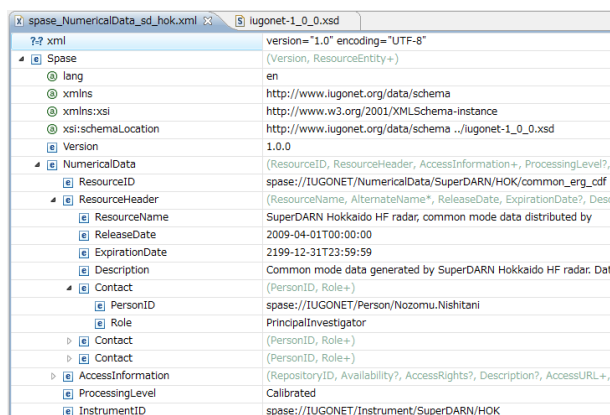 spase_NumericalData_sd_hok.xml iugonet-1_0_0.xsd
?-? xml version="1.0" encoding="UTF-8"
e Spase (Version, ResourceEntity+)
a lang en
a xmlns http://www.iugonet.org/data/schema
a xmlns:xsi http://www.w3.org/2001/XMLSchema-instance
a xsi:schemaLocation http://www.iugonet.org/data/schema ../iugonet-1_0_0.xsd
e Version 1.0.0
e NumericalData (ResourceID, ResourceHeader, AccessInformation+, ProcessingLevel?,
e ResourceID spase://IUGONET/NumericalData/SuperDARN/HOK/common_erg_cdf
e ResourceHeader (ResourceName, AlternateName*, ReleaseDate, ExpirationDate?, Desc
e ResourceName SuperDARN Hokkaido HF radar, common mode data distributed by
e ReleaseDate 2009-04-01T00:00:00
e ExpirationDate 2199-12-31T23:59:59
e Description Common mode data generated by SuperDARN Hokkaido HF radar. Dat
e Contact (PersonID, Role+)
e PersonID spase://IUGONET/Person/Nozomu.Nishitani
e Role PrincipalInvestigator
e Contact (PersonID, Role+)
e Contact (PersonID, Role+)
e AccessInformation (RepositoryID, Availability?, AccessRights?, Description?, AccessURL+,
e ProcessingLevel Calibrated
e InstrumentID spase://IUGONET/Instrument/SuperDARN/HOK